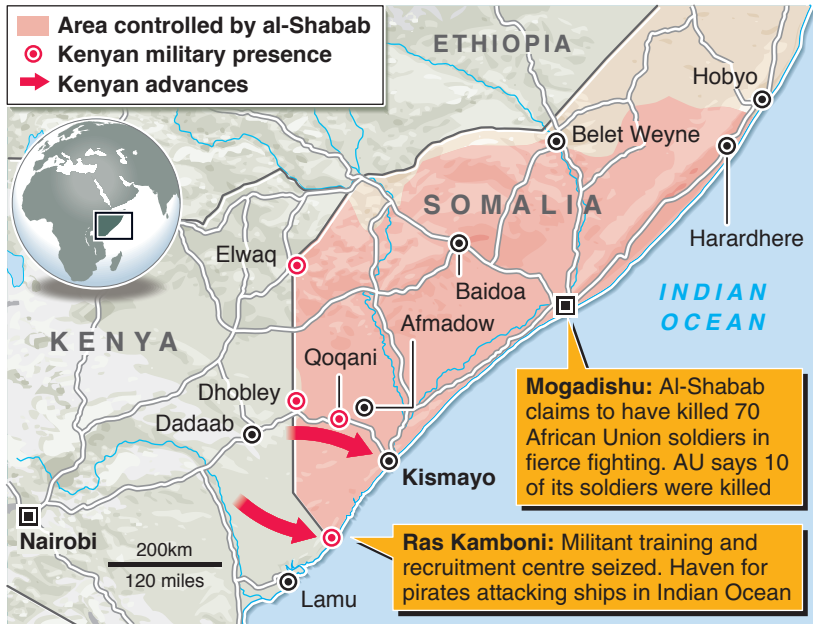 Area controlled by al-Shabab
Kenyan military presence
Kenyan advances
ETHIOPIA
Hobyo
Belet Weyne
SOMALIA
Harardhere
Elwaq
Baidoa
INDIAN
OCEAN
Afmadow
KENYA
Qoqani
Dhobley
Dadaab
Mogadishu: Al-Shabab
claims to have killed 70
African Union soldiers in
fierce fighting. AU says 10
of its soldiers were killed
Kismayo
Nairobi
200km
120 miles
Ras Kamboni: Militant training and
recruitment centre seized. Haven for
pirates attacking ships in Indian Ocean
Lamu